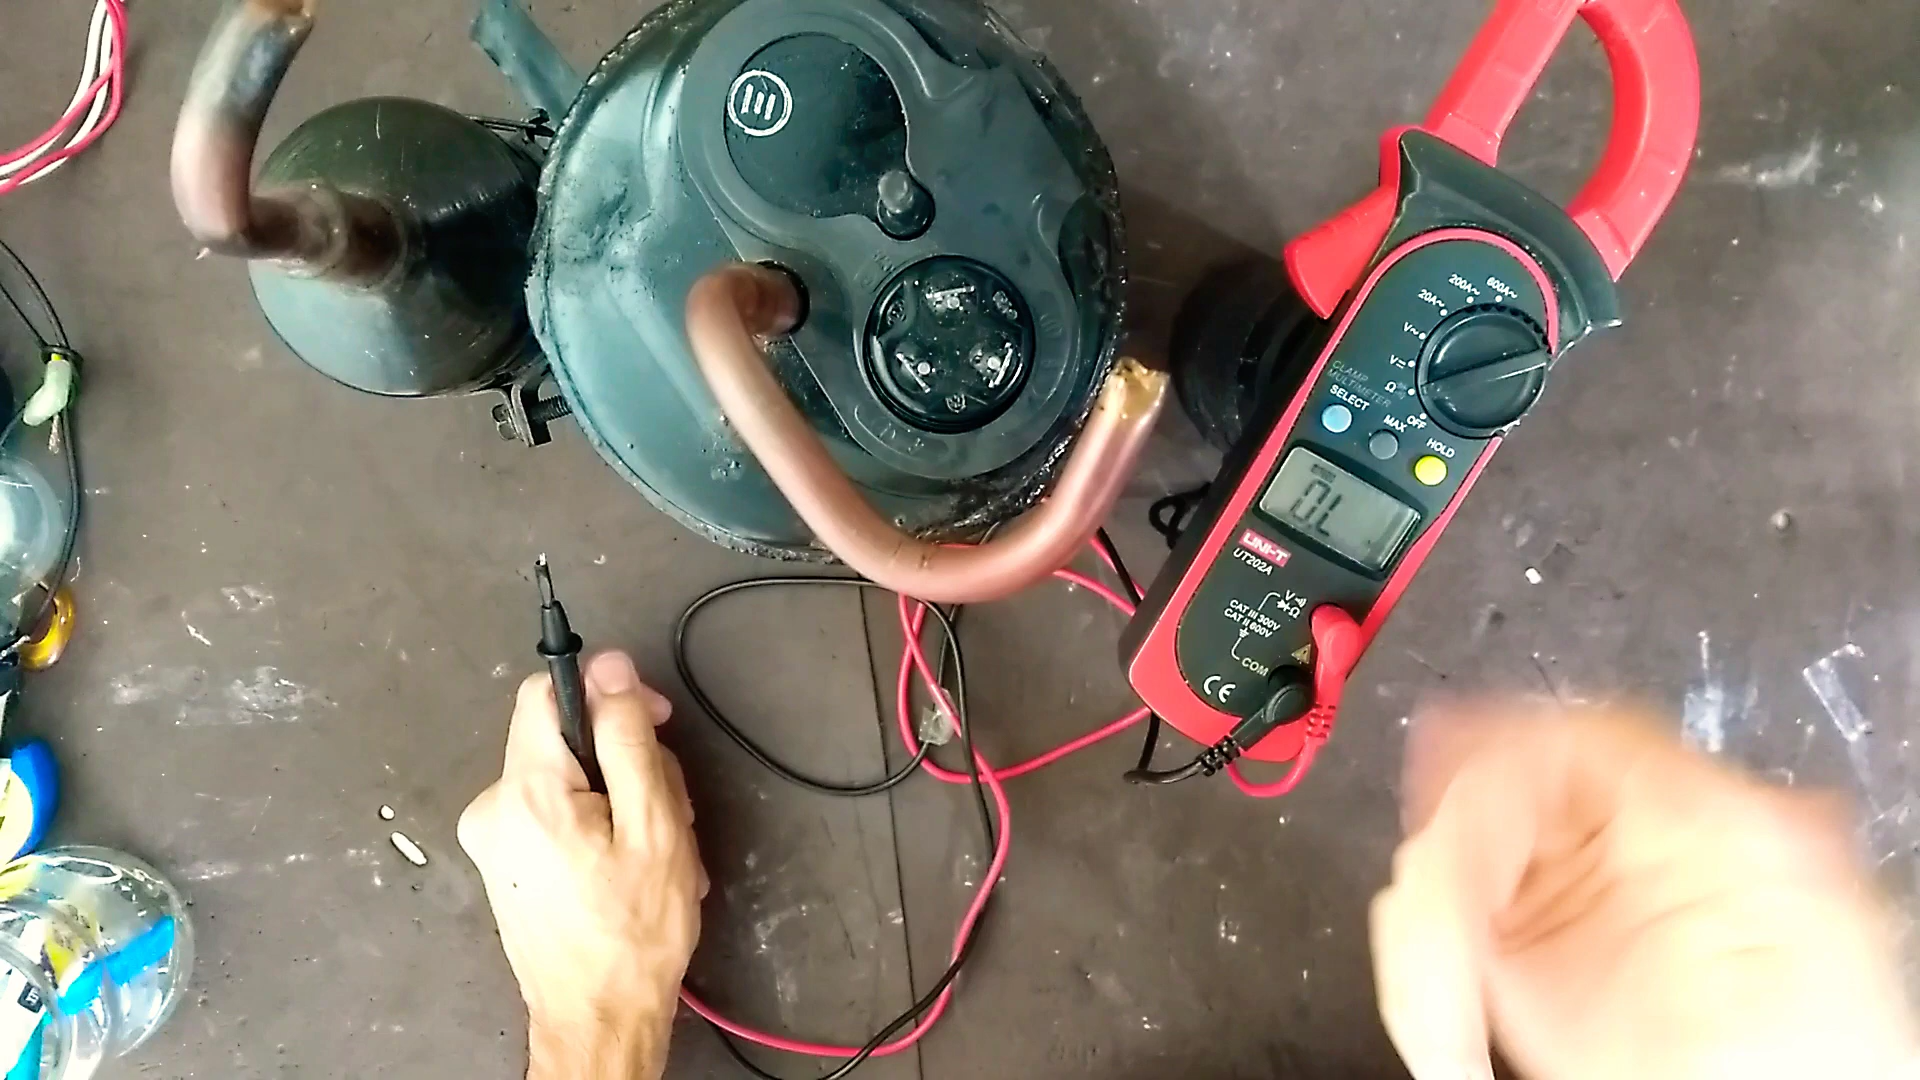 600A~
200A~
20A~
V~
V⎓
Ω
OFF
CLAMP
MULTIMETER
SELECT
MAX
HOLD
0L
UNI-T
UT202A
V
Ω
CAT III 300V
CAT II 600V
COM
CE